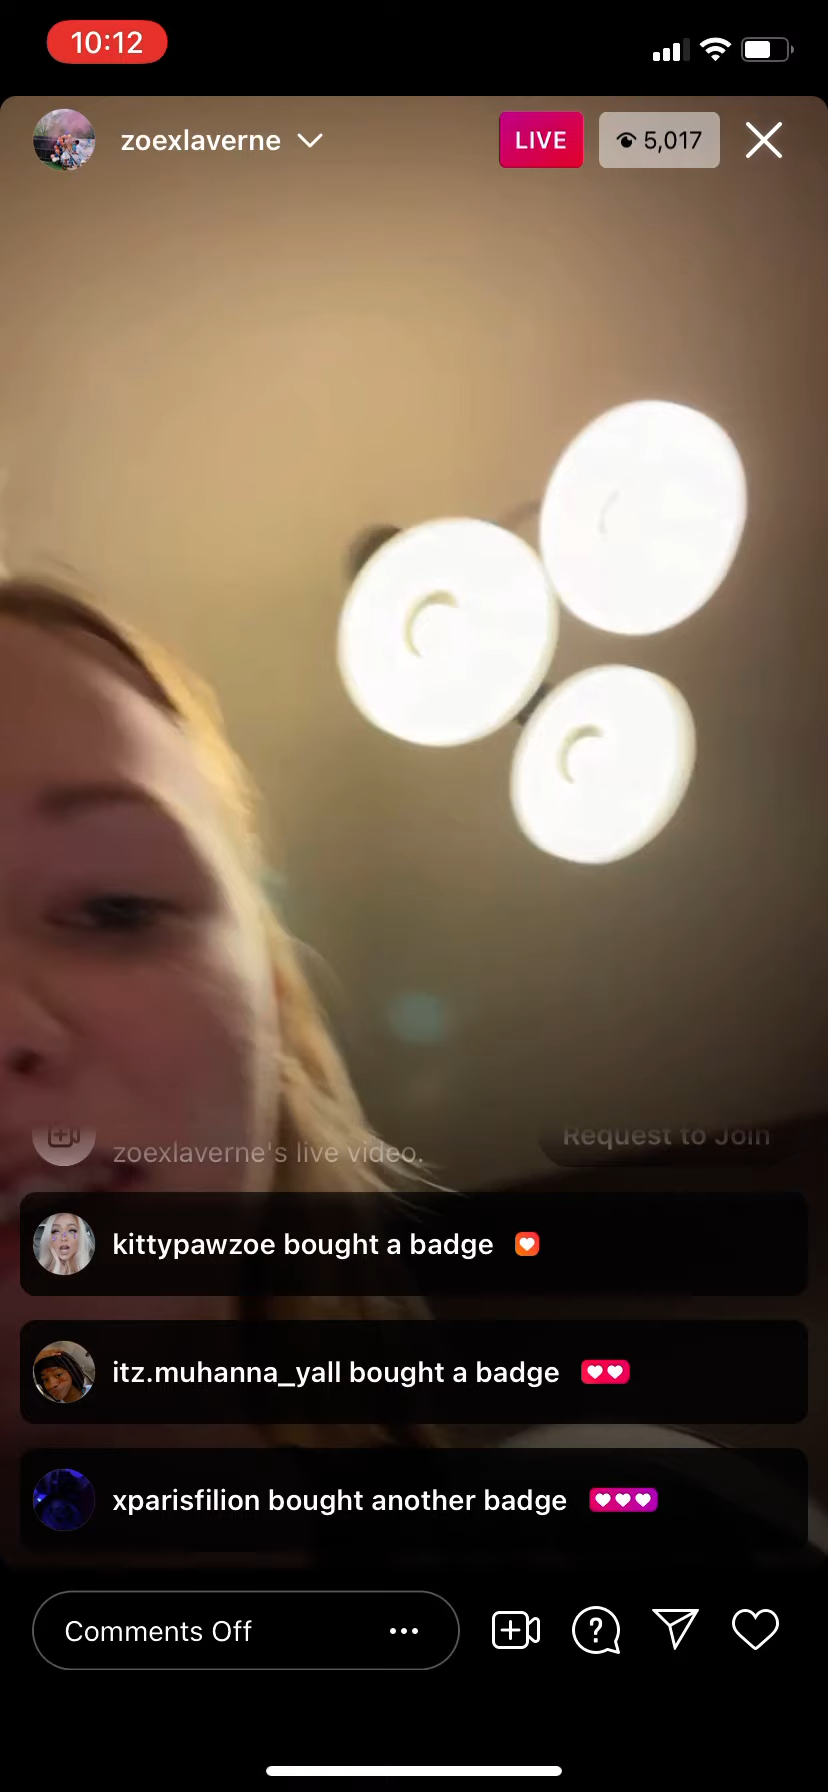 10:12
zoexlaverne
LIVE
5,017
zoexlaverne's live video.
Request to Join
kittypawzoe bought a badge
itz.muhanna_yall bought a badge
xparisfilion bought another badge
Comments Off